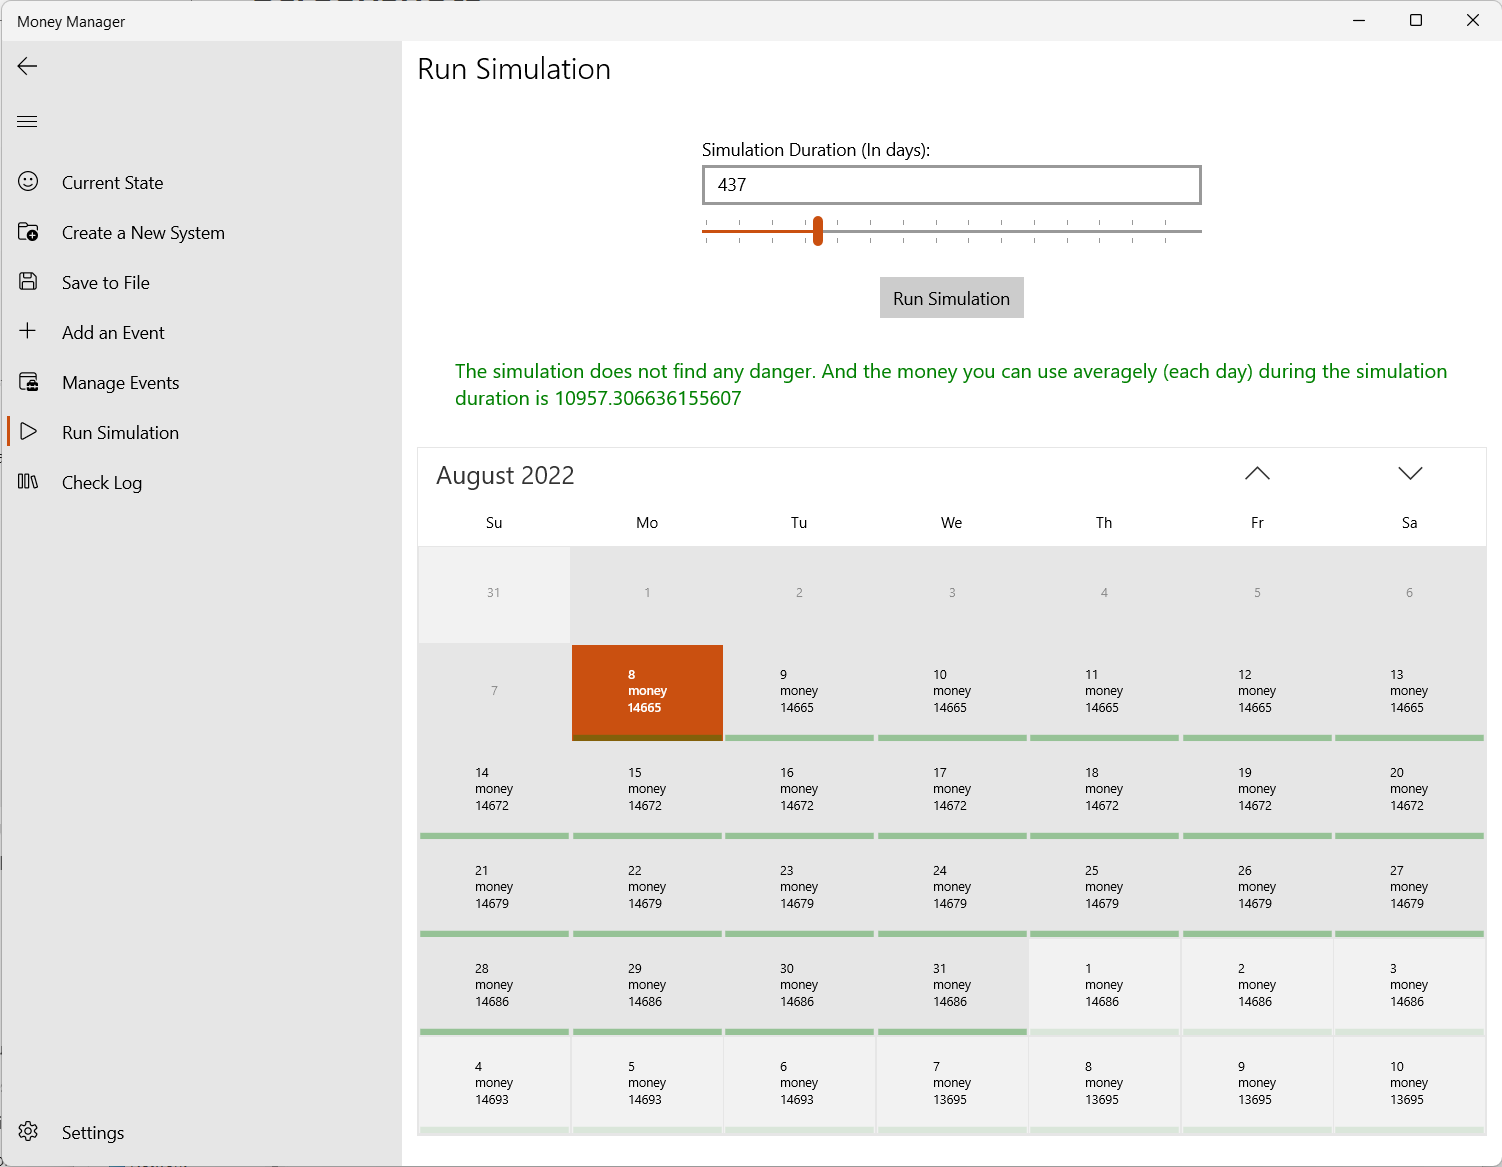 Money Manager
Run Simulation
Current State
Create a New System
Save to File
Add an Event
Manage Events
Run Simulation
Check Log
Settings
Simulation Duration (In days):
437
Run Simulation
The simulation does not find any danger. And the money you can use averagely (each day) during the simulation
duration is 10957.306636155607
August 2022
Su Mo Tu We Th Fr Sa
31 1 2 3 4 5 6
7
8 9 10 11 12 13
money money money money money money
14665 14665 14665 14665 14665 14665
14 15 16 17 18 19 20
money money money money money money money
14672 14672 14672 14672 14672 14672 14672
21 22 23 24 25 26 27
money money money money money money money
14679 14679 14679 14679 14679 14679 14679
28 29 30 31 1 2 3
money money money money money money money
14686 14686 14686 14686 14686 14686 14686
4 5 6 7 8 9 10
money money money money money money money
14693 14693 14693 13695 13695 13695 13695